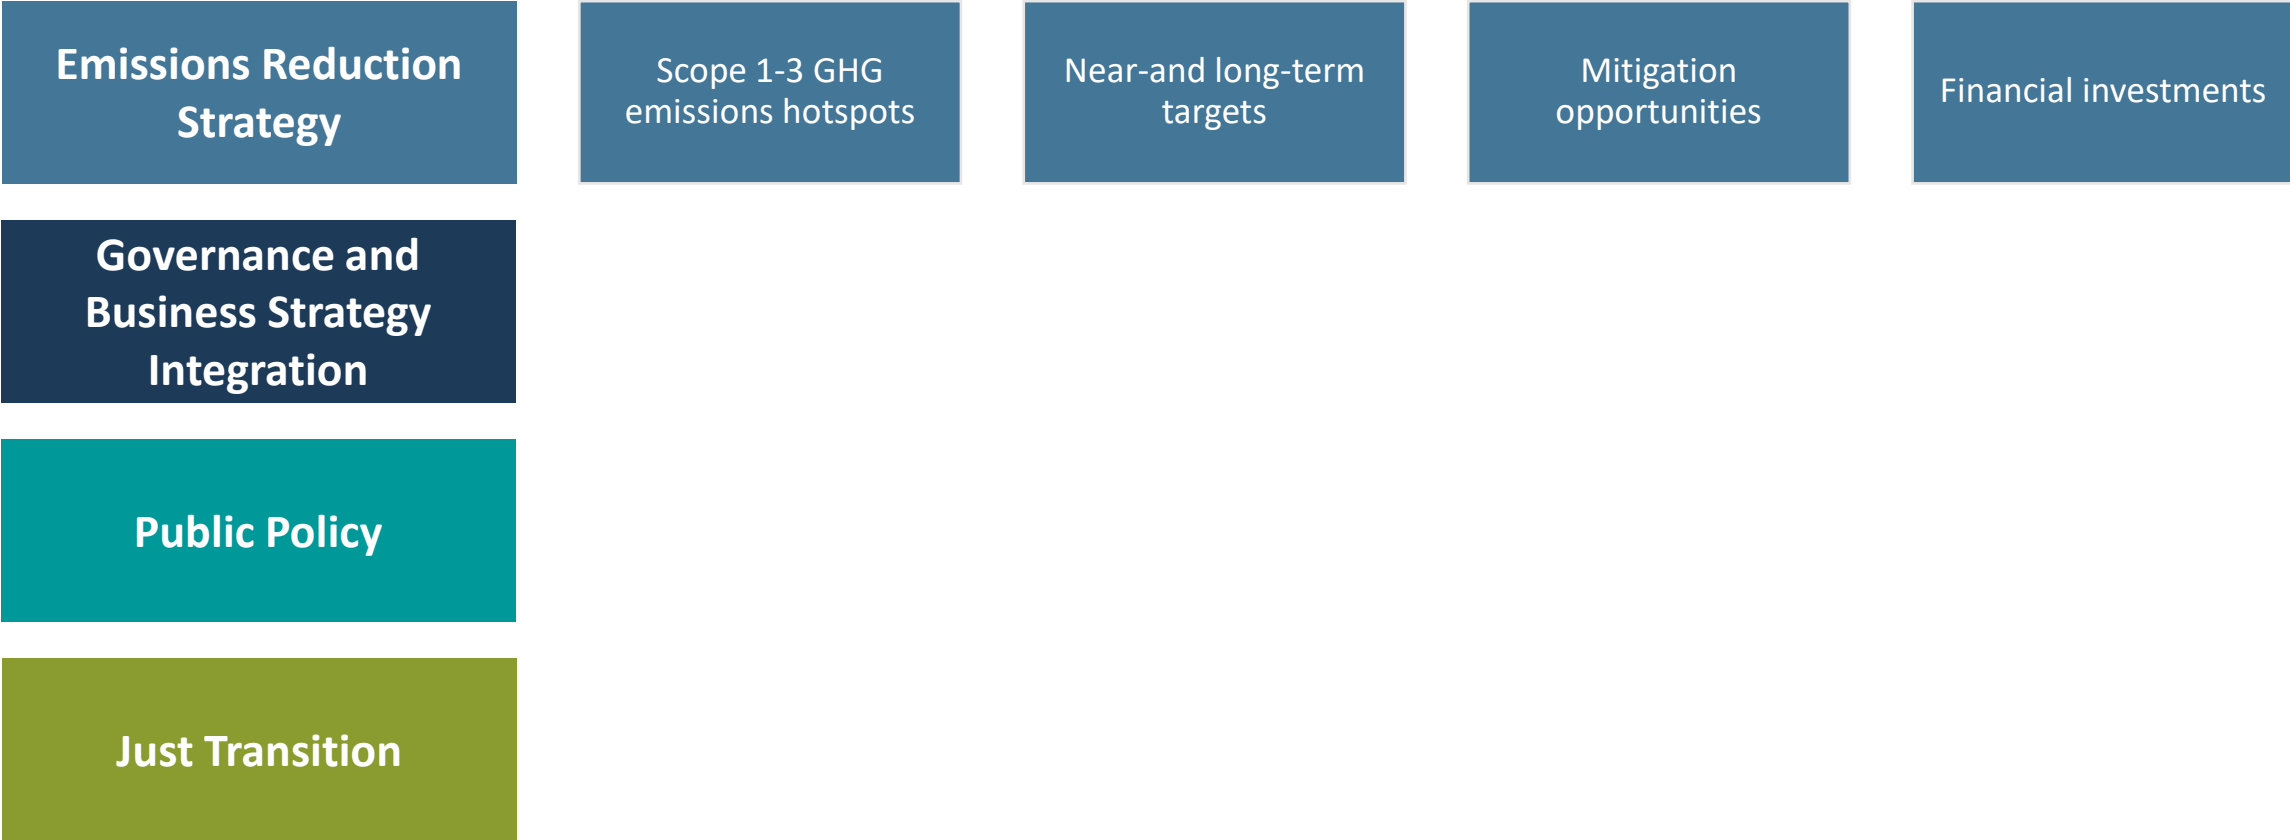 Emissions Reduction
Strategy
Scope 1-3 GHG
emissions hotspots
Near-and long-term
targets
Mitigation
opportunities
Financial investments
Governance and
Business Strategy
Integration
Public Policy
Just Transition